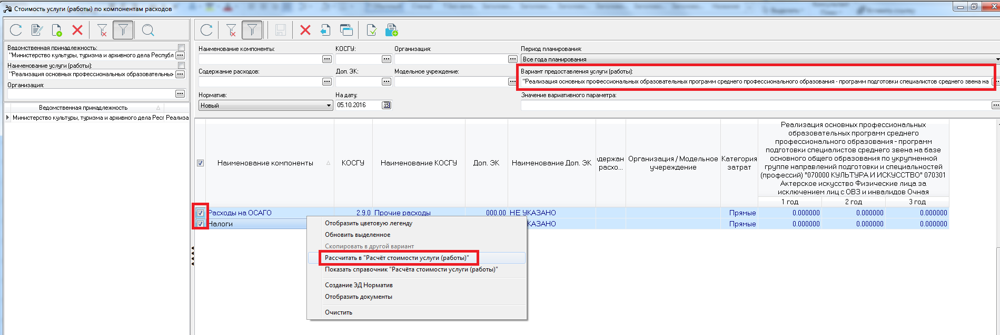 Стоимость услуги (работы) по компонентам расходов
Ведомственная принадлежность:
"Министерство культуры, туризма и архивного дела Республ
Наименование услуги (работы):
"Реализация основных профессиональных образовательных
Организация:
Ведомственная принадлежность
Министерство культуры, туризма и архивного дела Респ Реализа
Наименование компоненты:
КОСГУ:
Организация:
Период планирования:
Все года планирования
Содержание расходов:
Доп. ЭК:
Модельное учреждение:
Вариант предоставления услуги (работы):
"Реализация основных профессиональных образовательных программ среднего профессионального образования - программ подготовки специалистов среднего звена на
Норматив:
На дату:
Значение вариативного параметра:
Новый
05.10.2016
15
Наименование компоненты
КОСГУ
Наименование КОСГУ
Доп. ЭК
Наименование Доп. ЭК
одержан
расхо...
Организация / Модельное
учереждение
Категория
затрат
Реализация основных профессиональных
образовательных программ среднего
профессионального образования - программ
подготовки специалистов среднего звена на базе
основного общего образования по укрупненной
группе направлений подготовки и специальностей
(профессий) "070000 КУЛЬТУРА И ИСКУССТВО" 070301
Актерское искусство Физические лица за
исключением лиц с ОВЗ и инвалидов Очная
1 год 2 год 3 год
Расходы на ОСАГО 2.9.0 Прочие расходы 000.00 НЕ УКАЗАНО Прямые 0.000000 0.000000 0.000000
Налоги КАЗАНО Прямые 0.000000 0.000000 0.000000
Отобразить цветовую легенду
Обновить выделенное
Скопировать в другой вариант
Рассчитать в "Расчёт стоимости услуги (работы)"
Показать справочник "Расчёта стоимости услуги (работы)"
Создание ЭД Норматив
Отобразить документы
Очистить